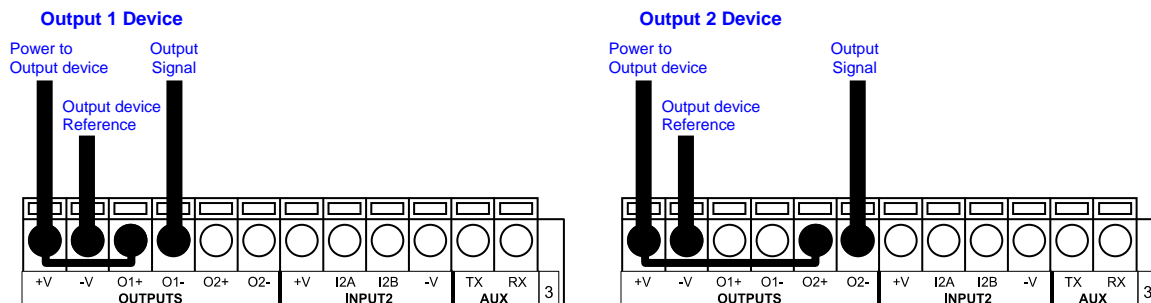 Output 1 Device
Power to
Output device
Output
Signal
Output device
Reference
+V -V O1+ O1- O2+ O2- +V I2A I2B -V TX RX
OUTPUTS INPUT2 AUX 3
Output 2 Device
Power to
Output device
Output
Signal
Output device
Reference
+V -V O1+ O1- O2+ O2- +V I2A I2B -V TX RX
OUTPUTS INPUT2 AUX 3